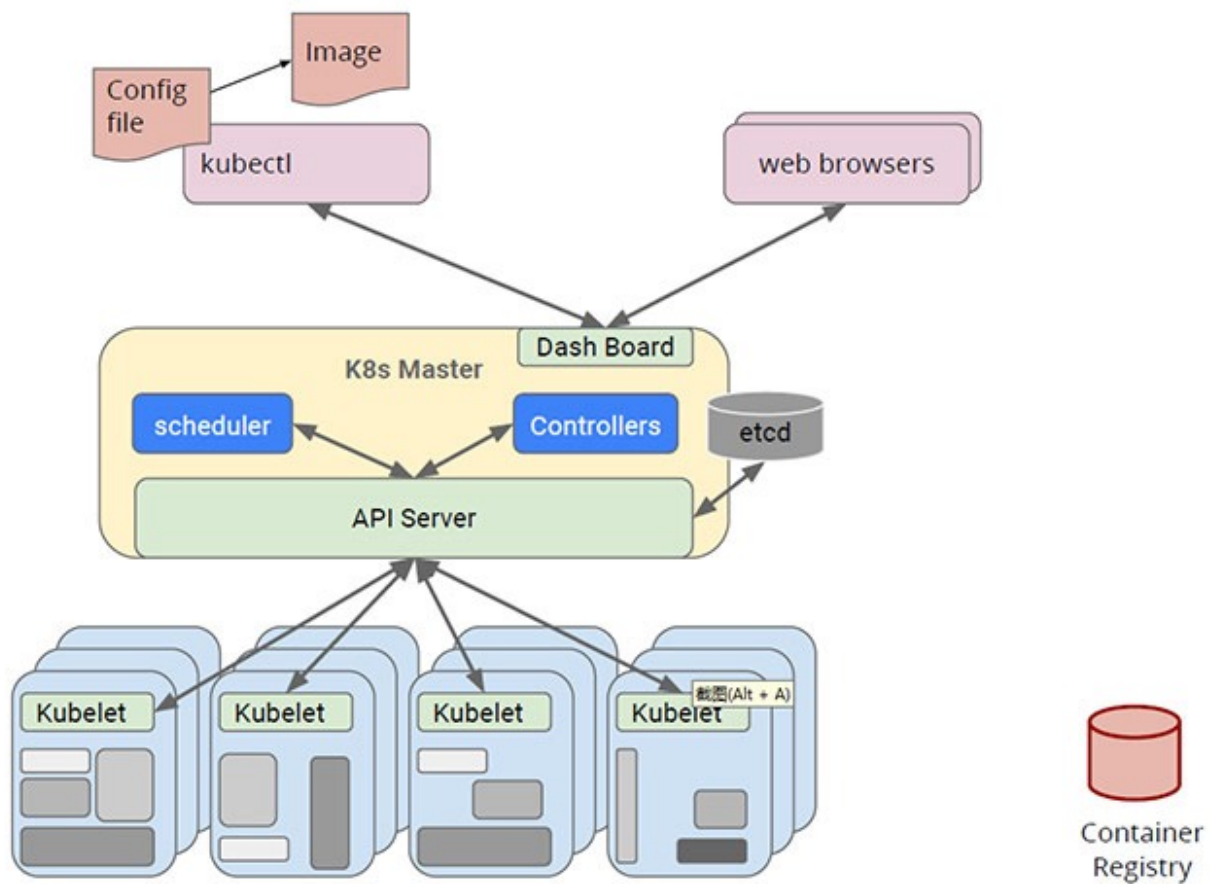 Image
Config
file
kubectl
web browsers
Dash Board
K8s Master
scheduler
Controllers
etcd
API Server
截图(Alt + A)
Kubelet
Kubelet
Kubelet
Kubelet
Container
Registry